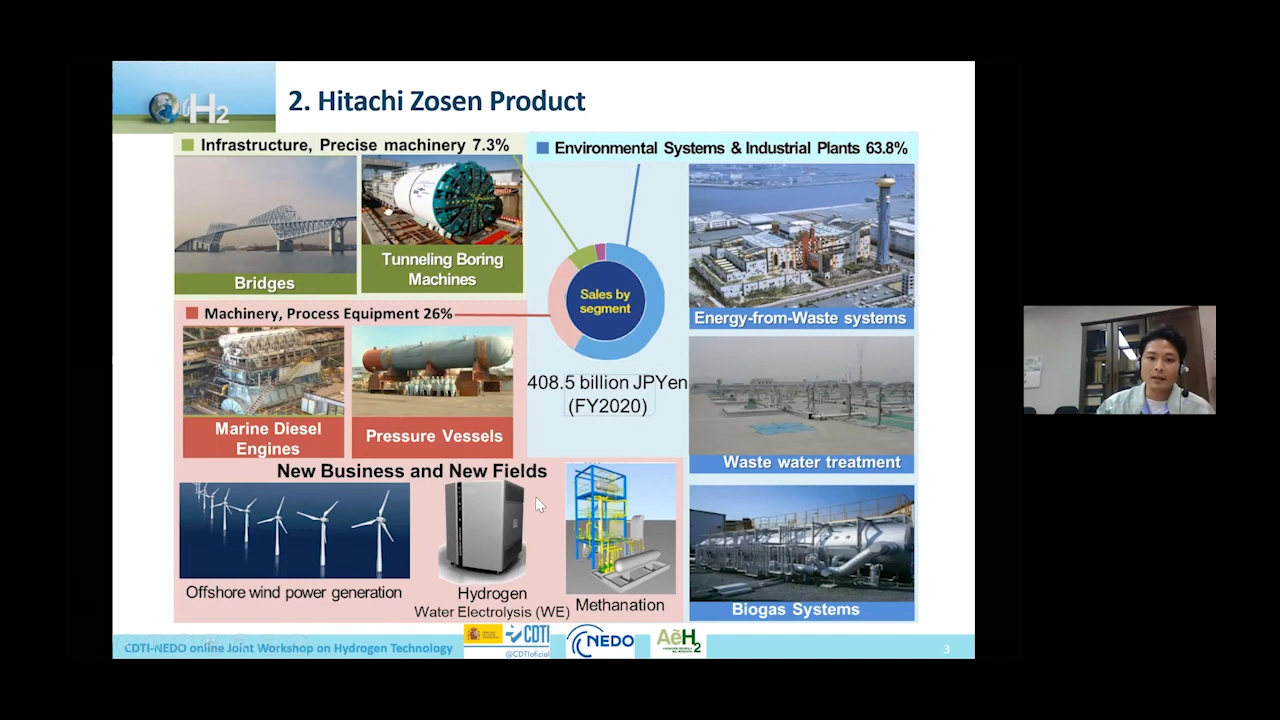 H2
2. Hitachi Zosen Product
Infrastructure, Precise machinery 7.3%
Environmental Systems & Industrial Plants 63.8%
Bridges
Tunneling Boring
Machines
Sales by
segment
Energy-from-Waste systems
Machinery, Process Equipment 26%
408.5 billion JPYen
(FY2020)
Marine Diesel
Engines
Pressure Vessels
Waste water treatment
New Business and New Fields
Offshore wind power generation
Hydrogen
Water Electrolysis (WE)
Methanation
Biogas Systems
CDTI-NEDO online Joint Workshop on Hydrogen Technology
CDTI
@CDTIoficial
NEDO
AeH2
3